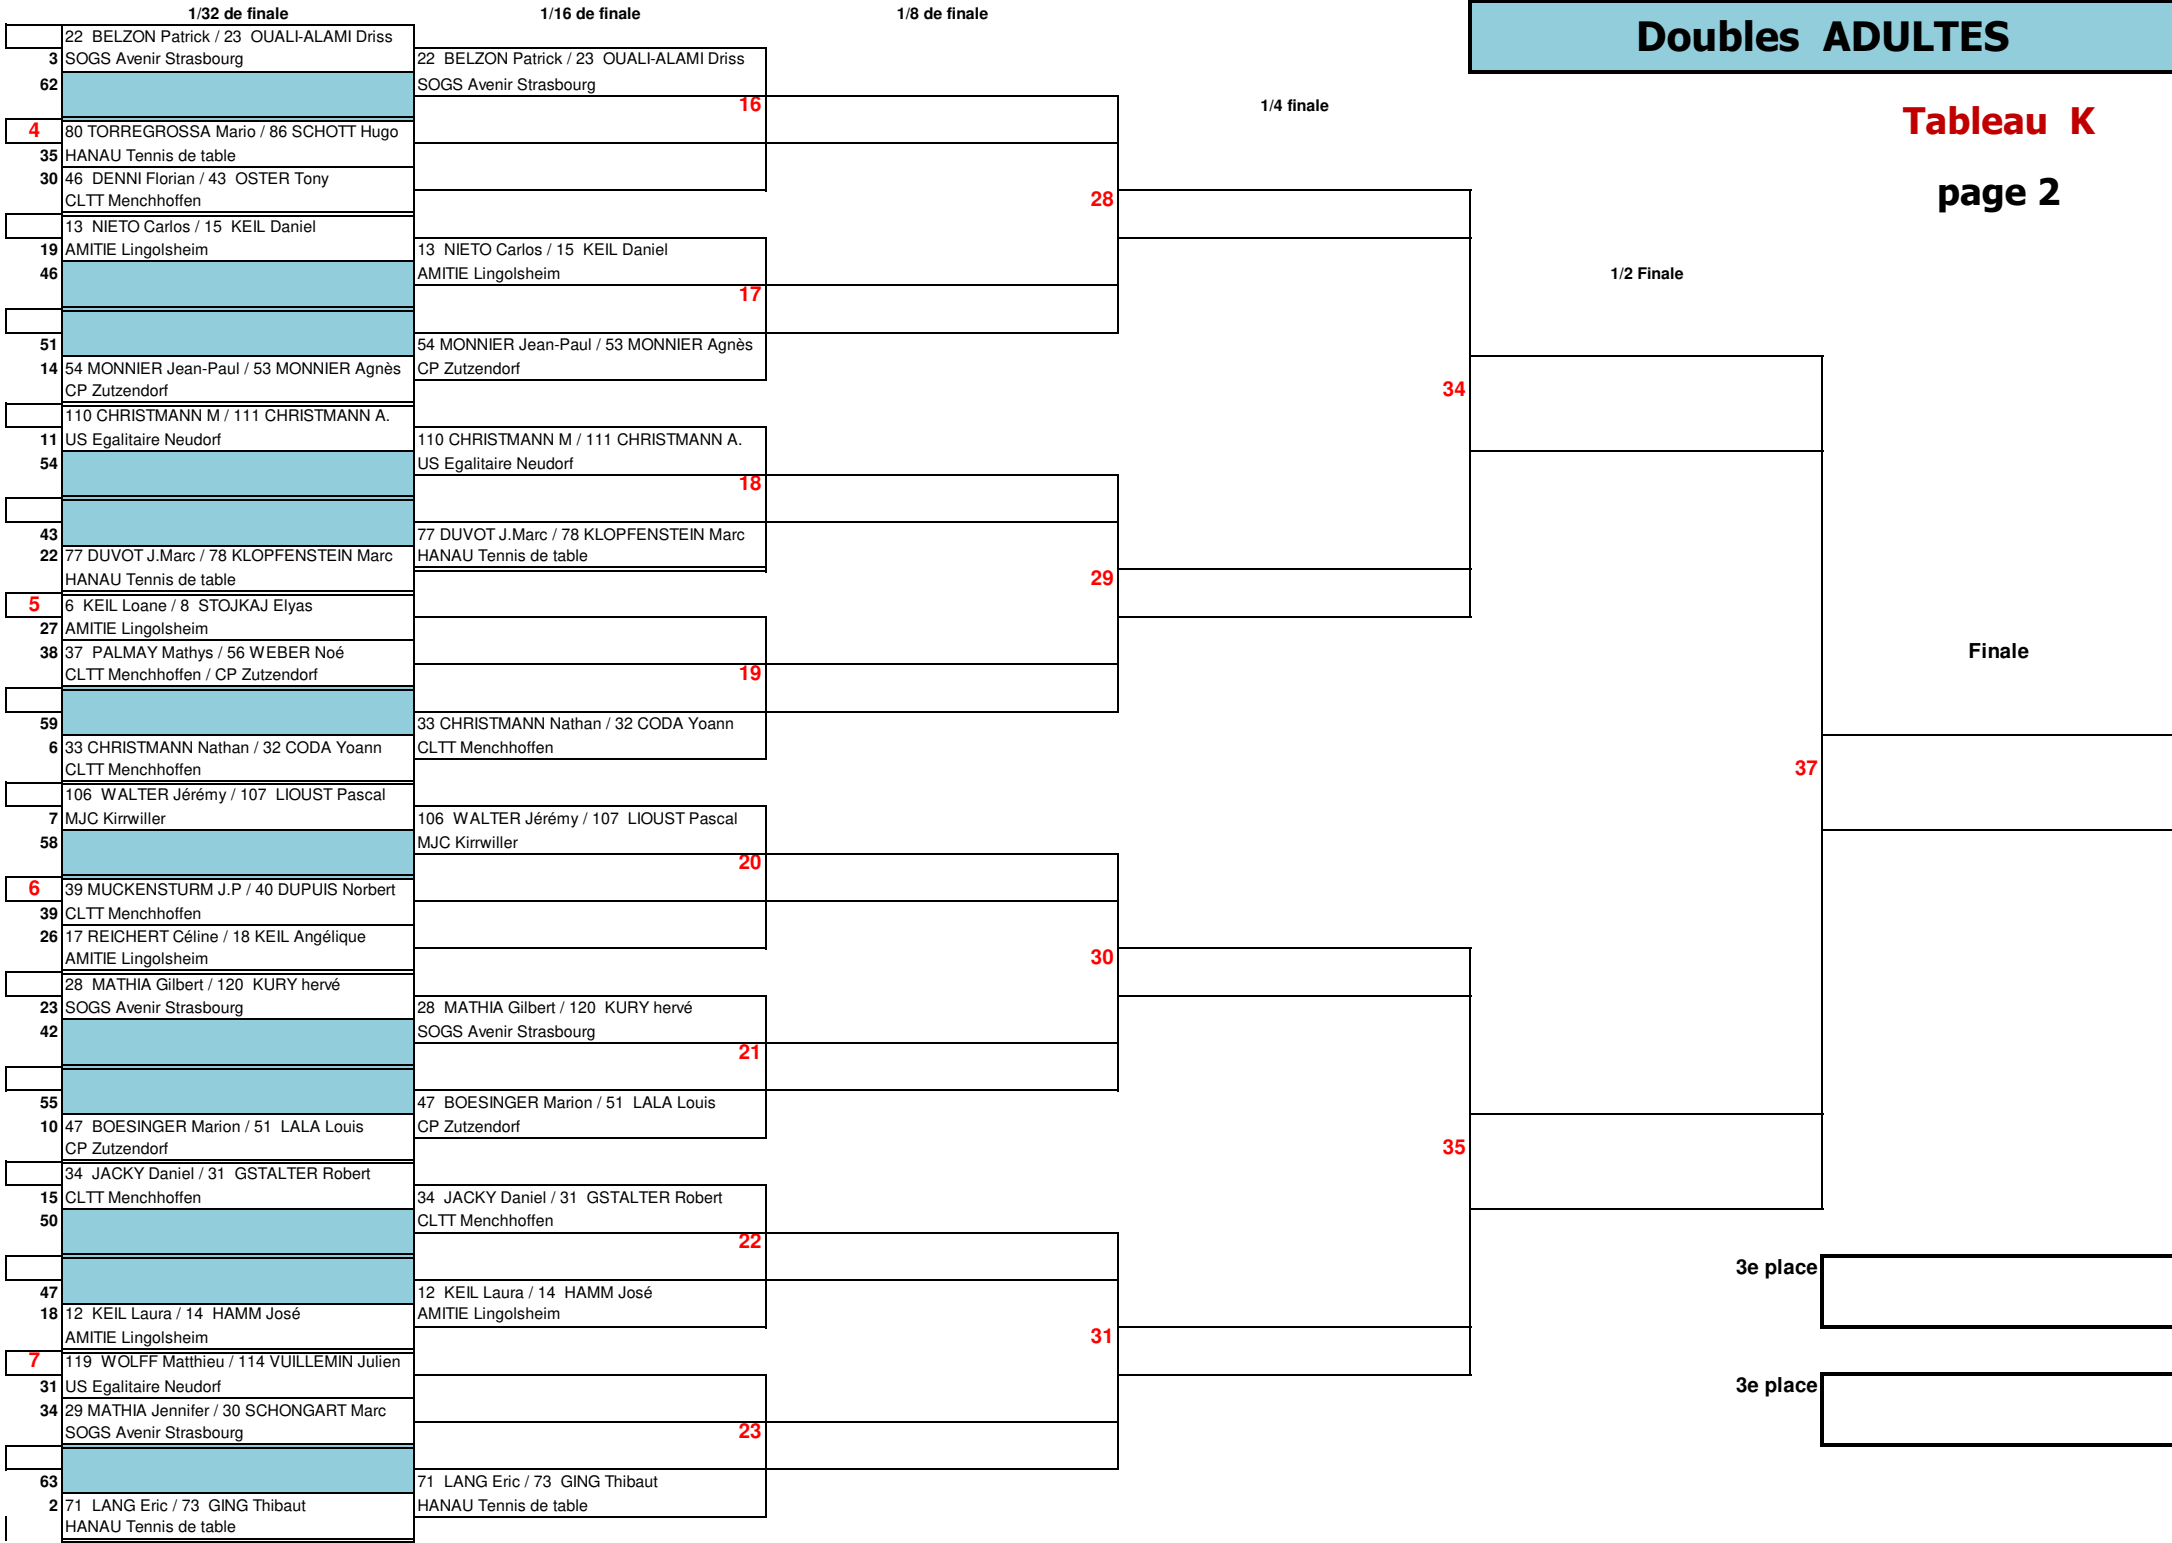 1/32 de finale
1/16 de finale
1/8 de finale
Doubles  ADULTES
Tableau  K
page 2
1/4 finale
1/2 Finale
Finale
22  BELZON Patrick / 23  OUALI-ALAMI Driss
3 SOGS Avenir Strasbourg
62
4 80 TORREGROSSA Mario / 86 SCHOTT Hugo
35 HANAU Tennis de table
30 46  DENNI Florian / 43  OSTER Tony
CLTT Menchhoffen
13  NIETO Carlos / 15  KEIL Daniel
19 AMITIE Lingolsheim
46
51
14 54 MONNIER Jean-Paul / 53 MONNIER Agnès
CP Zutzendorf
110 CHRISTMANN M / 111 CHRISTMANN A.
11 US Egalitaire Neudorf
54
43
22 77 DUVOT J.Marc / 78 KLOPFENSTEIN Marc
HANAU Tennis de table
5 6  KEIL Loane / 8  STOJKAJ Elyas
27 AMITIE Lingolsheim
38 37  PALMAY Mathys / 56 WEBER Noé
CLTT Menchhoffen / CP Zutzendorf
59
6 33 CHRISTMANN Nathan / 32 CODA Yoann
CLTT Menchhoffen
106  WALTER Jérémy / 107  LIOUST Pascal
7 MJC Kirrwiller
58
6 39 MUCKENSTURM J.P / 40 DUPUIS Norbert
39 CLTT Menchhoffen
26 17 REICHERT Céline / 18 KEIL Angélique
AMITIE Lingolsheim
28  MATHIA Gilbert / 120  KURY hervé
23 SOGS Avenir Strasbourg
42
55
10 47  BOESINGER Marion / 51  LALA Louis
CP Zutzendorf
34  JACKY Daniel / 31  GSTALTER Robert
15 CLTT Menchhoffen
50
47
18 12  KEIL Laura / 14  HAMM José
AMITIE Lingolsheim
7 119  WOLFF Matthieu / 114 VUILLEMIN Julien
31 US Egalitaire Neudorf
34 29 MATHIA Jennifer / 30 SCHONGART Marc
SOGS Avenir Strasbourg
63
2 71  LANG Eric / 73  GING Thibaut
HANAU Tennis de table
22  BELZON Patrick / 23  OUALI-ALAMI Driss
SOGS Avenir Strasbourg
16
13  NIETO Carlos / 15  KEIL Daniel
AMITIE Lingolsheim
17
54 MONNIER Jean-Paul / 53 MONNIER Agnès
CP Zutzendorf
110 CHRISTMANN M / 111 CHRISTMANN A.
US Egalitaire Neudorf
18
77 DUVOT J.Marc / 78 KLOPFENSTEIN Marc
HANAU Tennis de table
19
33 CHRISTMANN Nathan / 32 CODA Yoann
CLTT Menchhoffen
106  WALTER Jérémy / 107  LIOUST Pascal
MJC Kirrwiller
20
28  MATHIA Gilbert / 120  KURY hervé
SOGS Avenir Strasbourg
21
47  BOESINGER Marion / 51  LALA Louis
CP Zutzendorf
34  JACKY Daniel / 31  GSTALTER Robert
CLTT Menchhoffen
22
12  KEIL Laura / 14  HAMM José
AMITIE Lingolsheim
23
71  LANG Eric / 73  GING Thibaut
HANAU Tennis de table
28
29
30
31
34
35
37
3e place
3e place